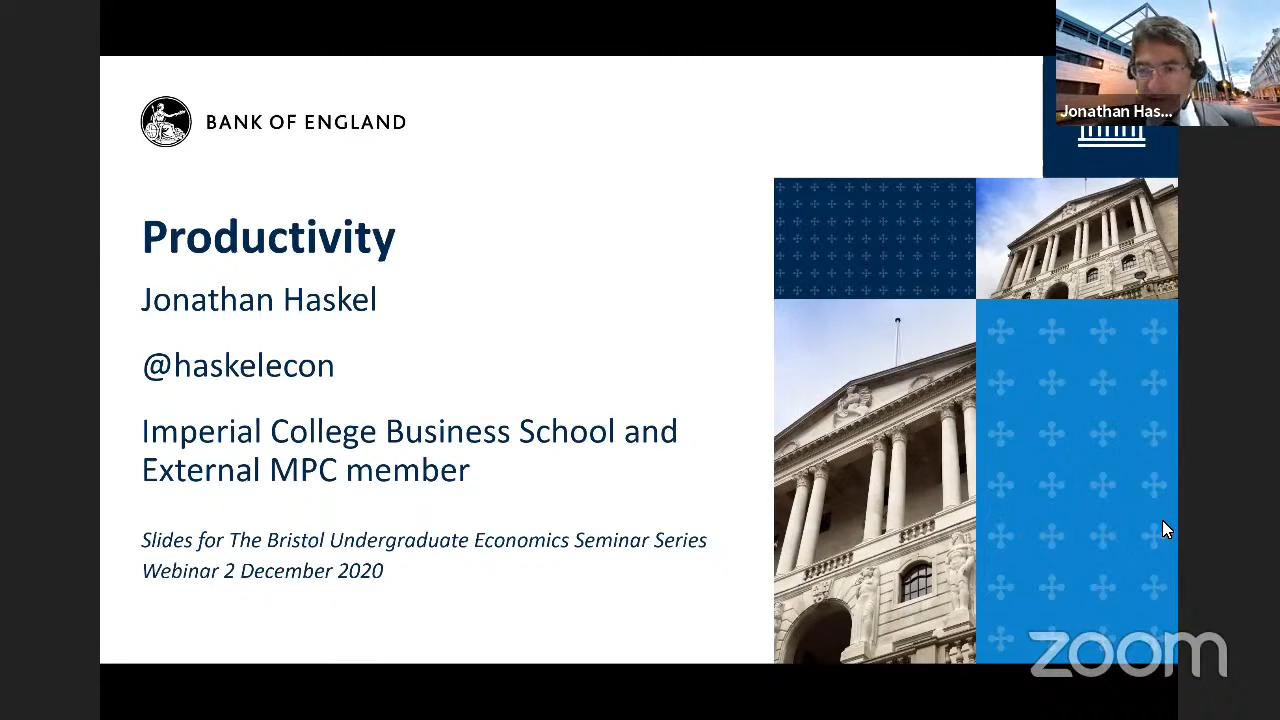 BANK OF ENGLAND
Jonathan Has...
Productivity
Jonathan Haskel
@haskelecon
Imperial College Business School and
External MPC member
Slides for The Bristol Undergraduate Economics Seminar Series
Webinar 2 December 2020
zoom